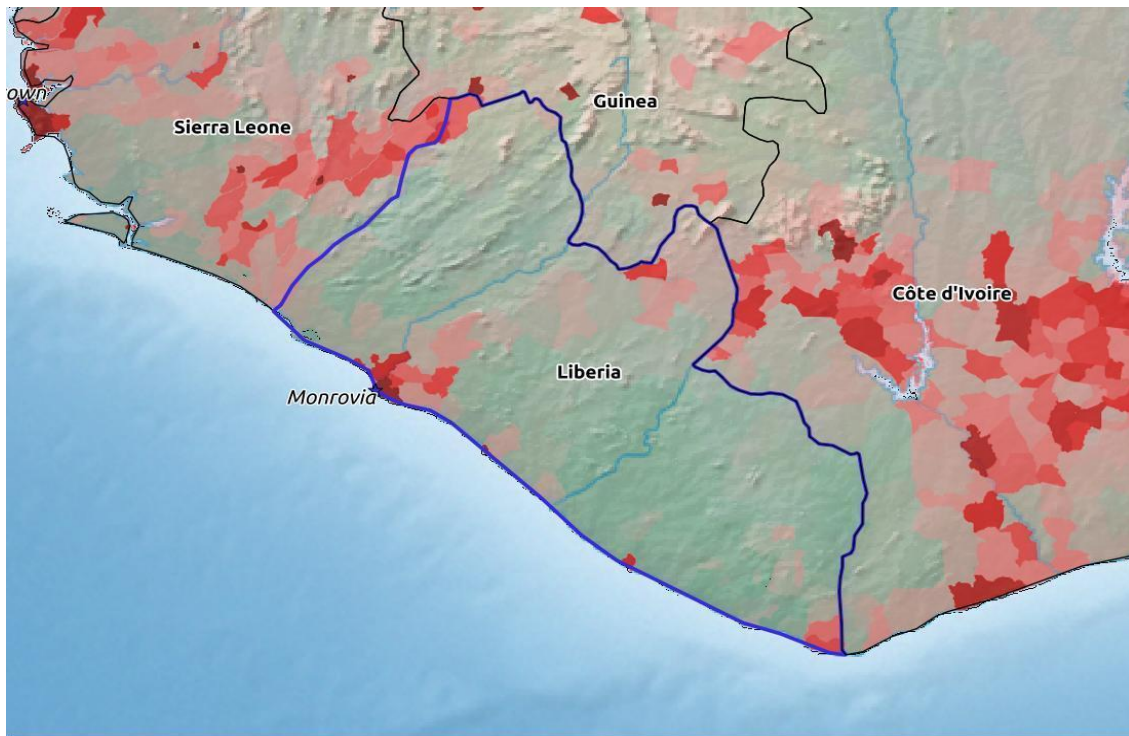 Guinea
own
Sierra Leone
Côte d'Ivoire
Liberia
Monrovia